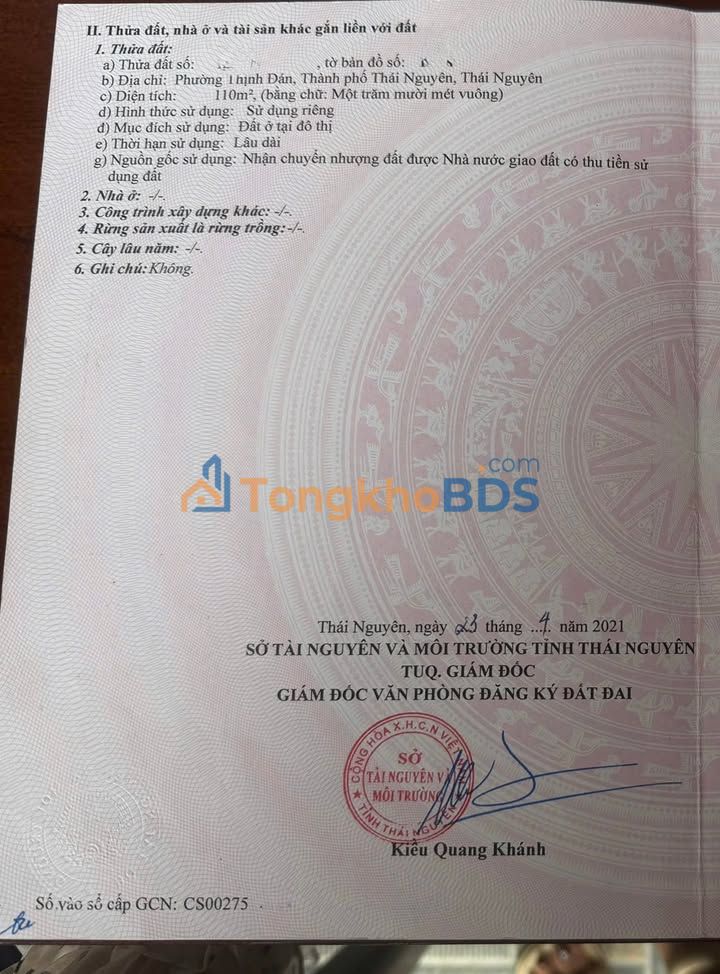 II. Thửa đất, nhà ở và tài sản khác gắn liền với đất
1. Thửa đất:
a) Thửa đất số: , tờ bản đồ số:
b) Địa chỉ: Phường Thịnh Đán, Thành phố Thái Nguyên, Thái Nguyên
c) Diện tích: 110m², (bằng chữ: Một trăm mười mét vuông)
d) Hình thức sử dụng: Sử dụng riêng
đ) Mục đích sử dụng: Đất ở tại đô thị
e) Thời hạn sử dụng: Lâu dài
g) Nguồn gốc sử dụng: Nhận chuyển nhượng đất được Nhà nước giao đất có thu tiền sử
dụng đất
2. Nhà ở: -/-.
3. Công trình xây dựng khác: -/-.
4. Rừng sản xuất là rừng trồng:-/-.
5. Cây lâu năm: -/-.
6. Ghi chú: Không.
TongkhoBDS.com
Thái Nguyên, ngày 23 tháng ..4. năm 2021
SỞ TÀI NGUYÊN VÀ MÔI TRƯỜNG TỈNH THÁI NGUYÊN
TUQ. GIÁM ĐỐC
GIÁM ĐỐC VĂN PHÒNG ĐĂNG KÝ ĐẤT ĐAI
CỘNG HÒA X.H.C.N VIỆT
SỞ
TÀI NGUYÊN VÀ
MÔI TRƯỜNG
TỈNH THÁI NGUYÊN
Kiều Quang Khánh
Số vào sổ cấp GCN: CS00275